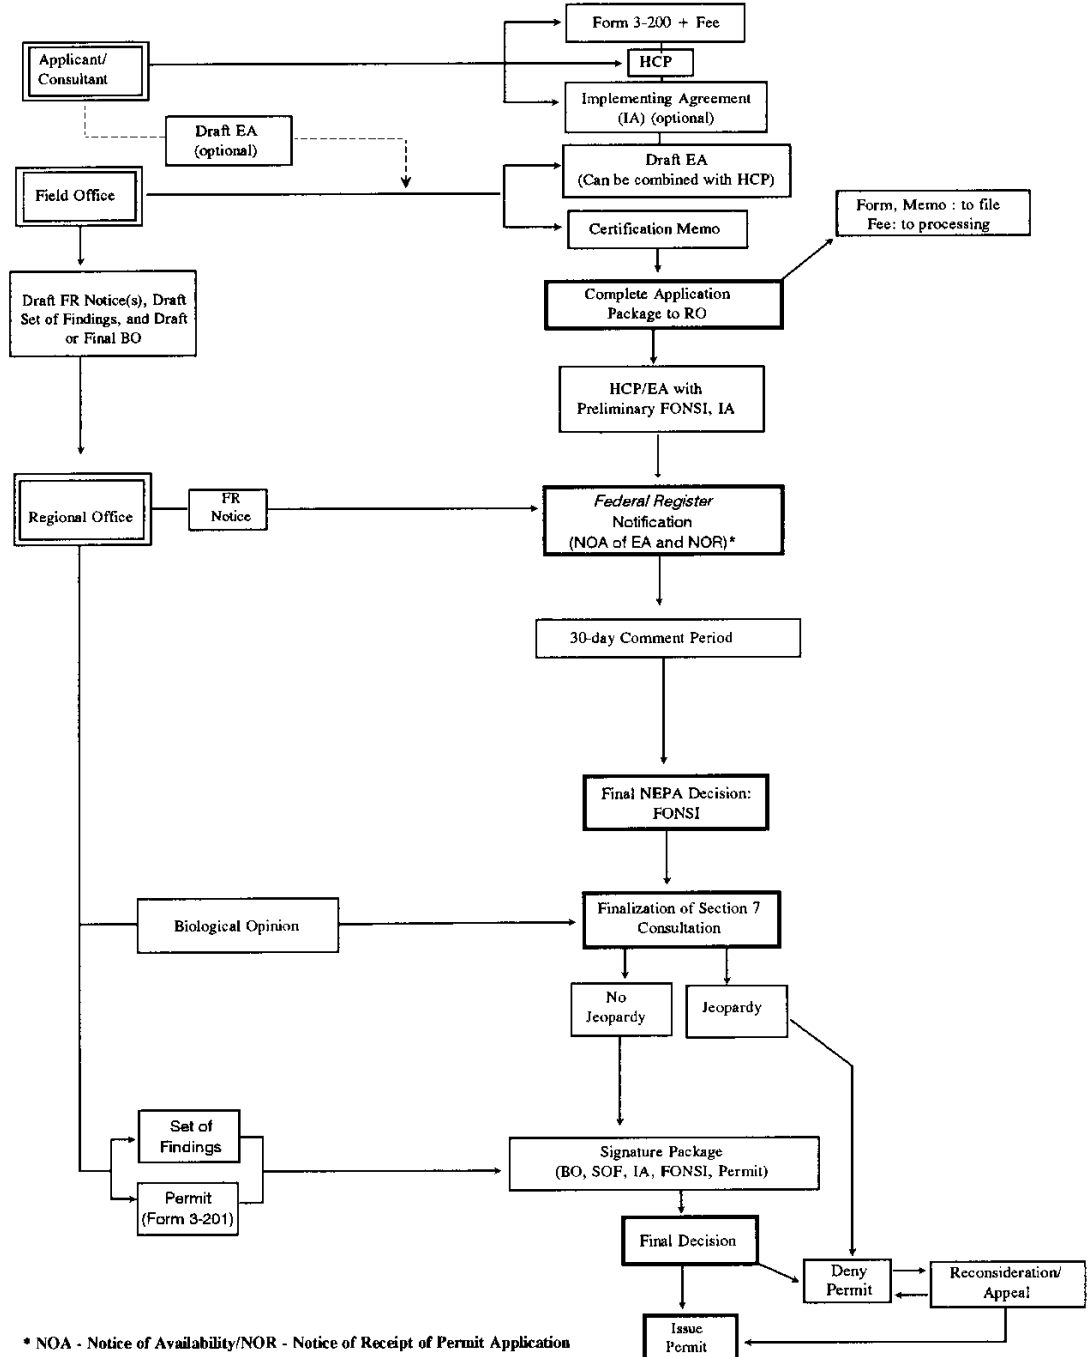 Form 3-200 + Fee
Applicant/
Consultant
HCP
Implementing Agreement
(IA) (optional)
Draft EA
(optional)
Draft EA
(Can be combined with HCP)
Field Office
Certification Memo
Form, Memo : to file
Fee: to processing
Draft FR Notice(s), Draft
Set of Findings, and Draft
or Final BO
Complete Application
Package to RO
HCP/EA with
Preliminary FONSI, IA
Regional Office
FR
Notice
Federal Register
Notification
(NOA of EA and NOR)*
30-day Comment Period
Final NEPA Decision:
FONSI
Biological Opinion
Finalization of Section 7
Consultation
No
Jeopardy
Jeopardy
Set of
Findings
Permit
(Form 3-201)
Signature Package
(BO, SOF, IA, FONSI, Permit)
Final Decision
Deny
Permit
Reconsideration/
Appeal
Issue
Permit
* NOA - Notice of Availability/NOR - Notice of Receipt of Permit Application